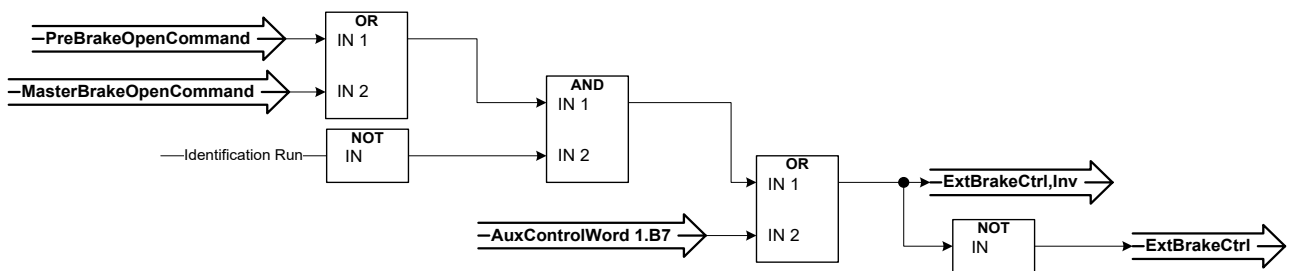 OR
PreBrakeOpenCommand
IN 1
MasterBrakeOpenCommand
IN 2
AND
IN 1
NOT
Identification Run
IN
IN 2
OR
IN 1
ExtBrakeCtrl,Inv
AuxControlWord 1.B7
IN 2
NOT
IN
ExtBrakeCtrl